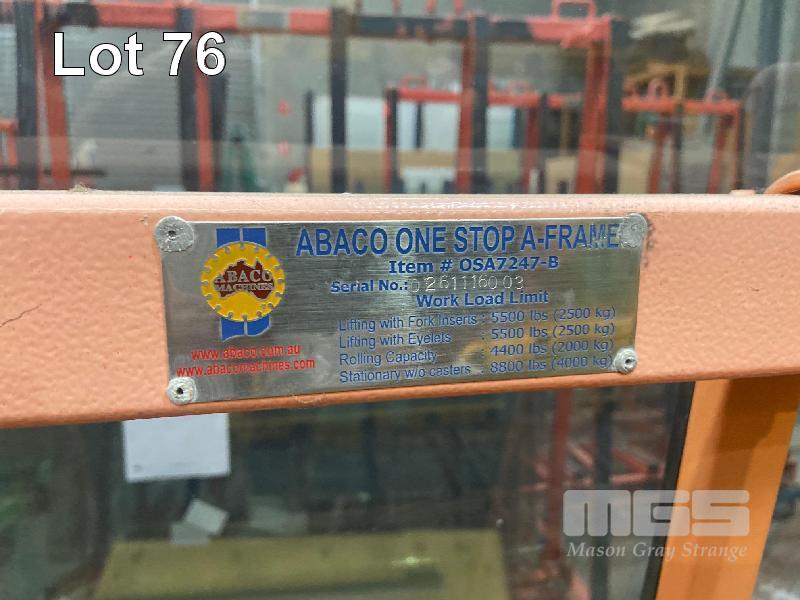 Lot 76
ABACO ONE STOP A-FRAME
Item # OSA7247-B
Serial No.: 0261116003
Work Load Limit
Lifting with Fork Inserts : 5500 lbs (2500 kg)
Lifting with Eyelets : 5500 lbs (2500 kg)
Rolling Capacity : 4400 lbs (2000 kg)
Stationary w/o casters : 8800 lbs (4000 kg)
ABACO
MACHINES
www.abaco.com.au
www.abacomachines.com
MGS
Mason Gray Strange